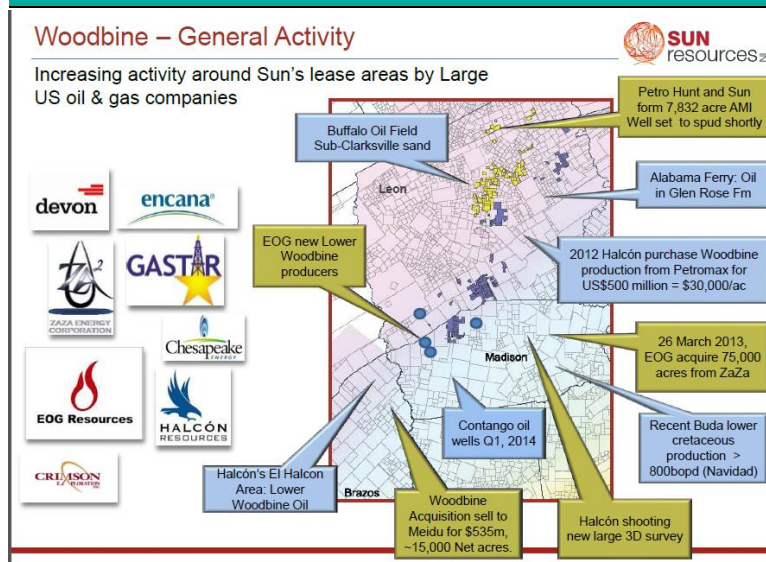 Woodbine – General Activity
SUN
resources
Increasing activity around Sun's lease areas by Large
US oil & gas companies
Petro Hunt and Sun
form 7,832 acre AMI
Well set to spud shortly
Buffalo Oil Field
Sub-Clarksville sand
Leon
Alabama Ferry: Oil
in Glen Rose Fm
devon
encana
EOG new Lower
Woodbine
producers
2012 Halcón purchase Woodbine
production from Petromax for
US$500 million = $30,000/ac
ZAZA ENERGY
CORPORATION
GASTAR
Chesapeake
ENERGY
26 March 2013,
EOG acquire 75,000
acres from ZaZa
Madison
EOG Resources
HALCÓN
RESOURCES
Contango oil
wells Q1, 2014
Recent Buda lower
cretaceous
production >
800bopd (Navidad)
CRIMSON
EXPLORATION
Halcón's El Halcon
Area: Lower
Woodbine Oil
Brazos
Woodbine
Acquisition sell to
Meidu for $535m,
~15,000 Net acres.
Halcón shooting
new large 3D survey